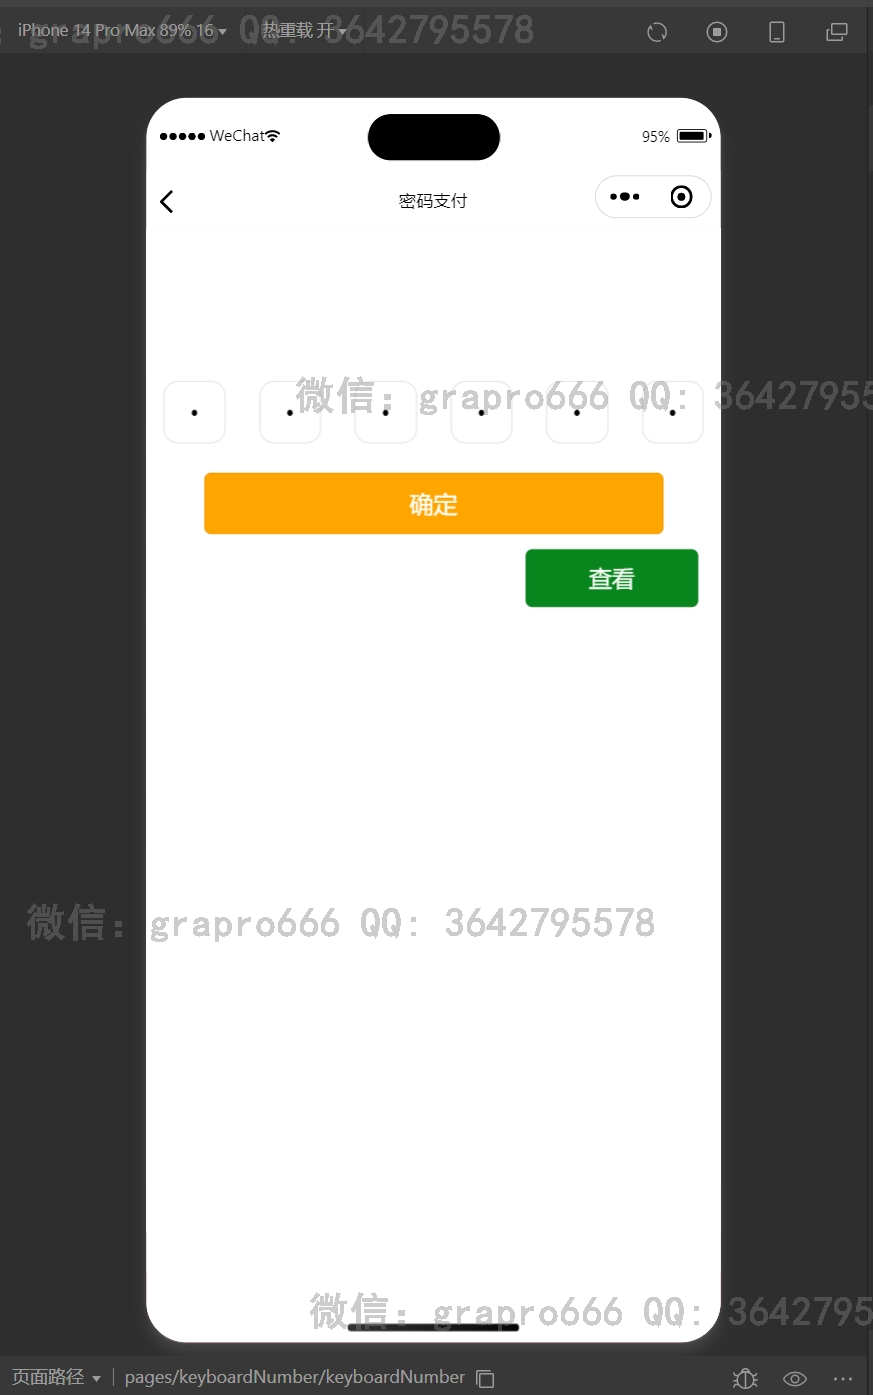 iPhone 14 Pro Max 89% 16 热重载 开
: grapro666 QQ: 3642795578
WeChat 95%
密码支付
微信: grapro666 QQ: 36427955
确定
查看
微信: grapro666 QQ: 3642795578
微信: grapro666 QQ: 3642795
页面路径 pages/keyboardNumber/keyboardNumber